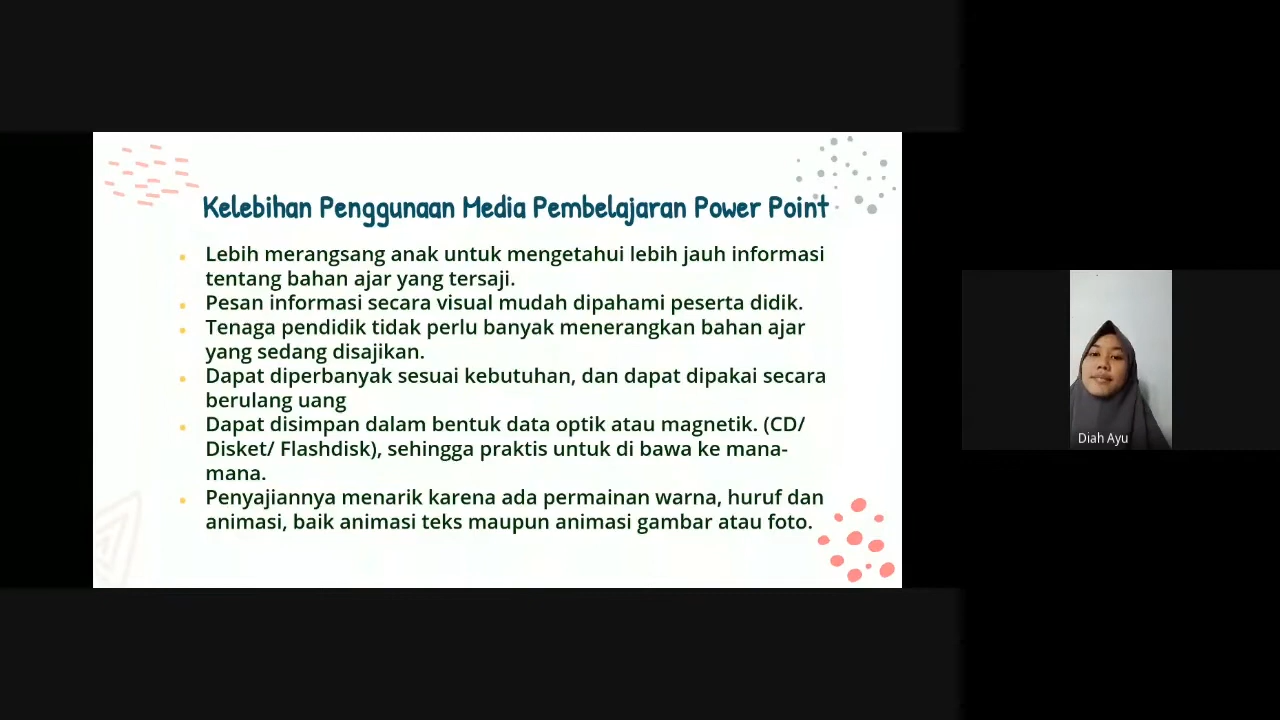 Kelebihan Penggunaan Media Pembelajaran Power Point
Lebih merangsang anak untuk mengetahui lebih jauh informasi
tentang bahan ajar yang tersaji.
Pesan informasi secara visual mudah dipahami peserta didik.
Tenaga pendidik tidak perlu banyak menerangkan bahan ajar
yang sedang disajikan.
Dapat diperbanyak sesuai kebutuhan, dan dapat dipakai secara
berulang uang
Dapat disimpan dalam bentuk data optik atau magnetik. (CD/
Disket/ Flashdisk), sehingga praktis untuk di bawa ke mana-
mana.
Penyajiannya menarik karena ada permainan warna, huruf dan
animasi, baik animasi teks maupun animasi gambar atau foto.
Diah Ayu